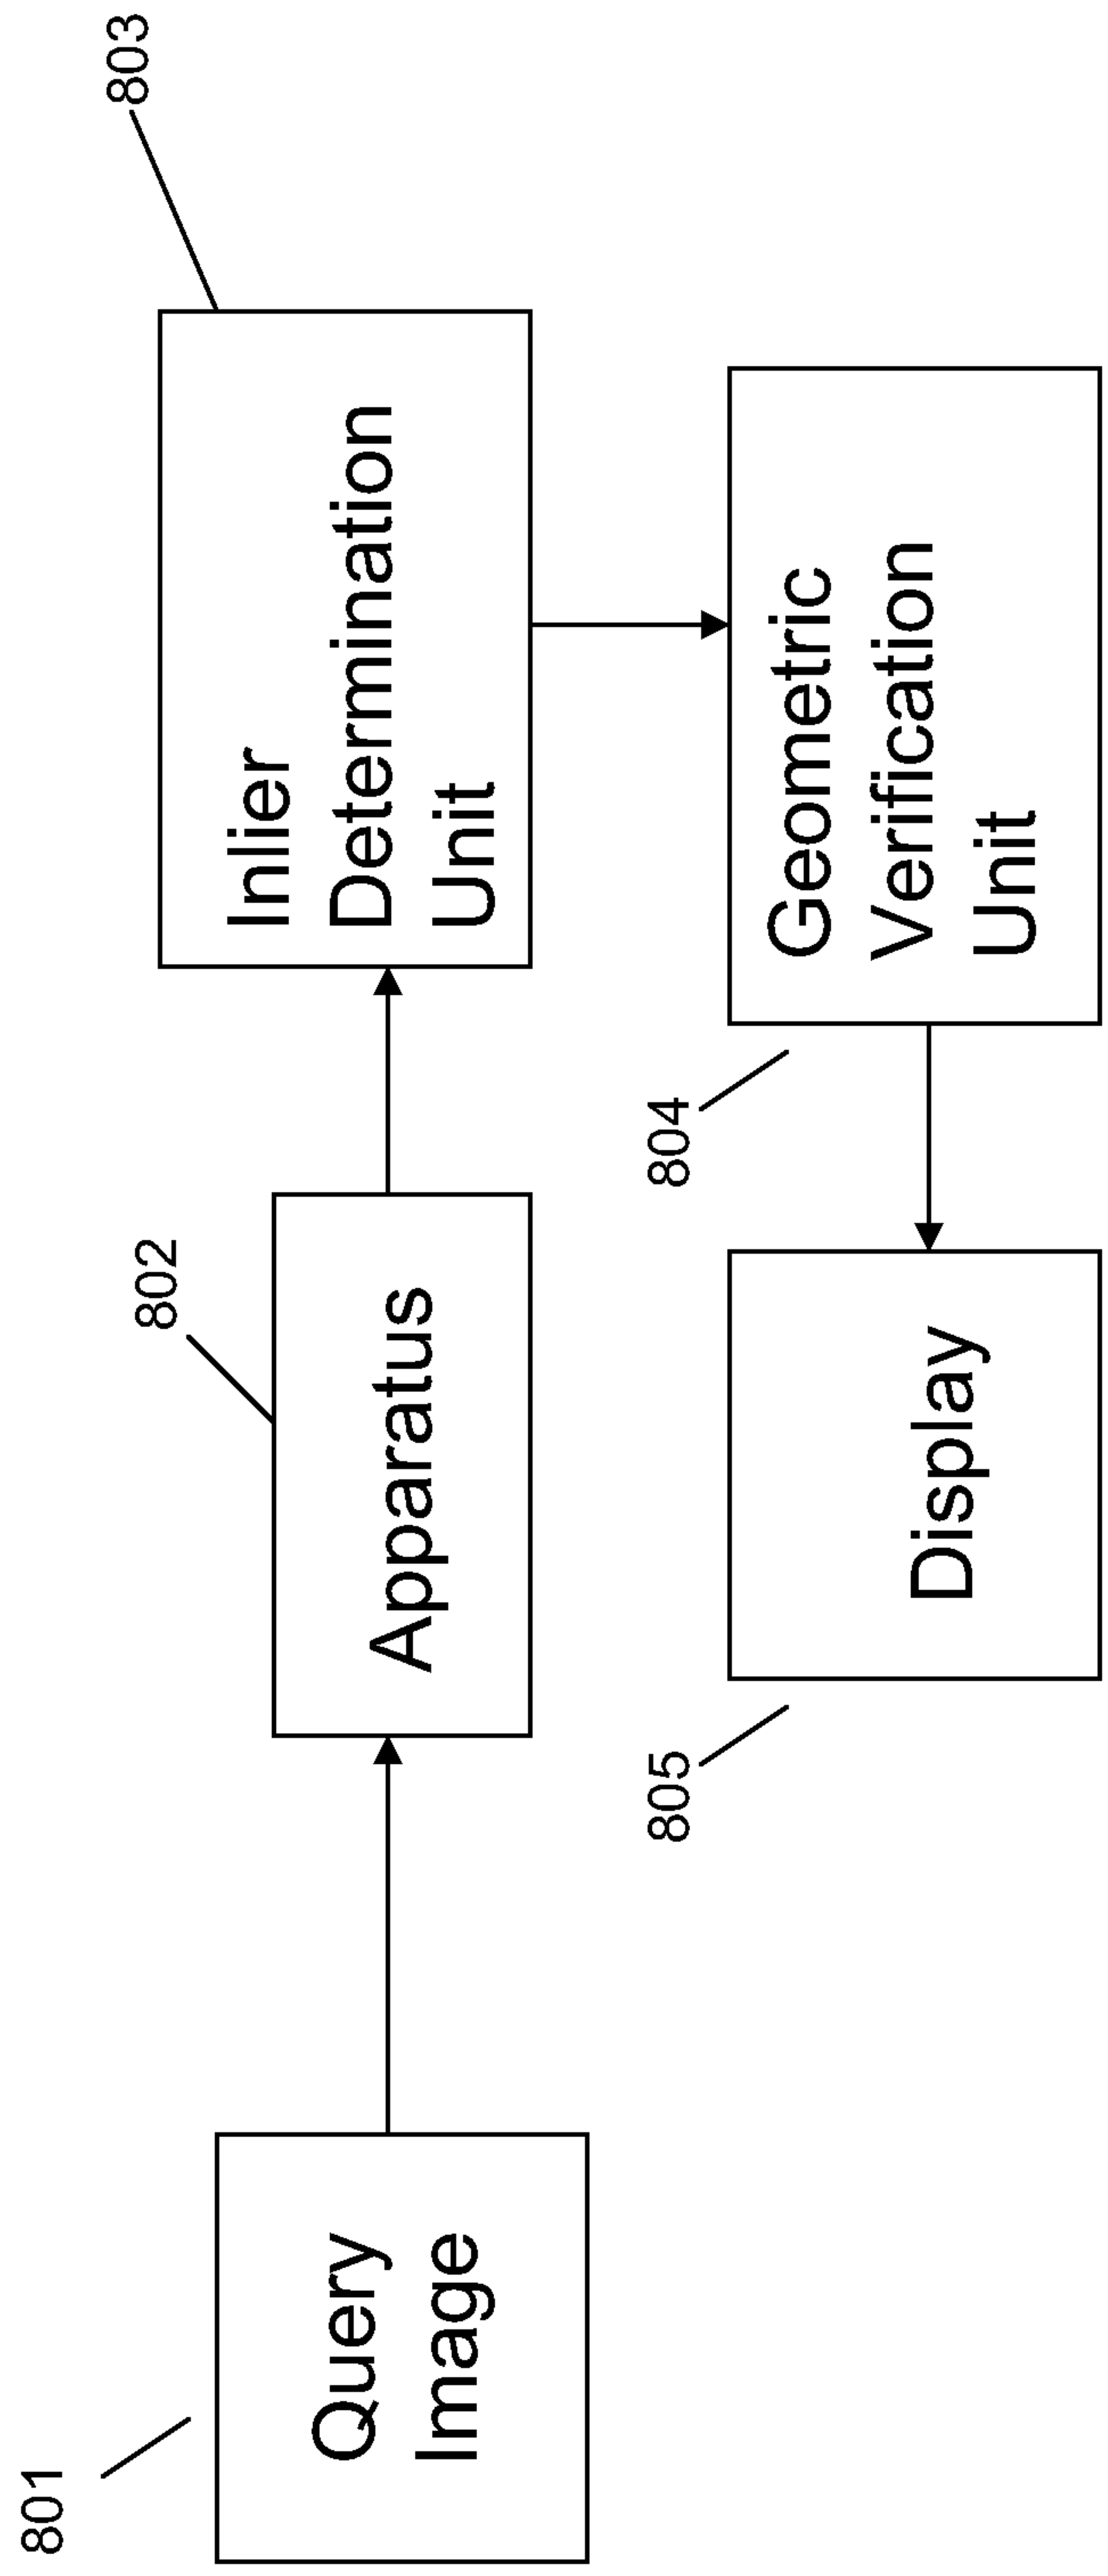 801
Query
Image
802
Apparatus
803
Inlier
Determination
Unit
804
Geometric
Verification
Unit
805
Display